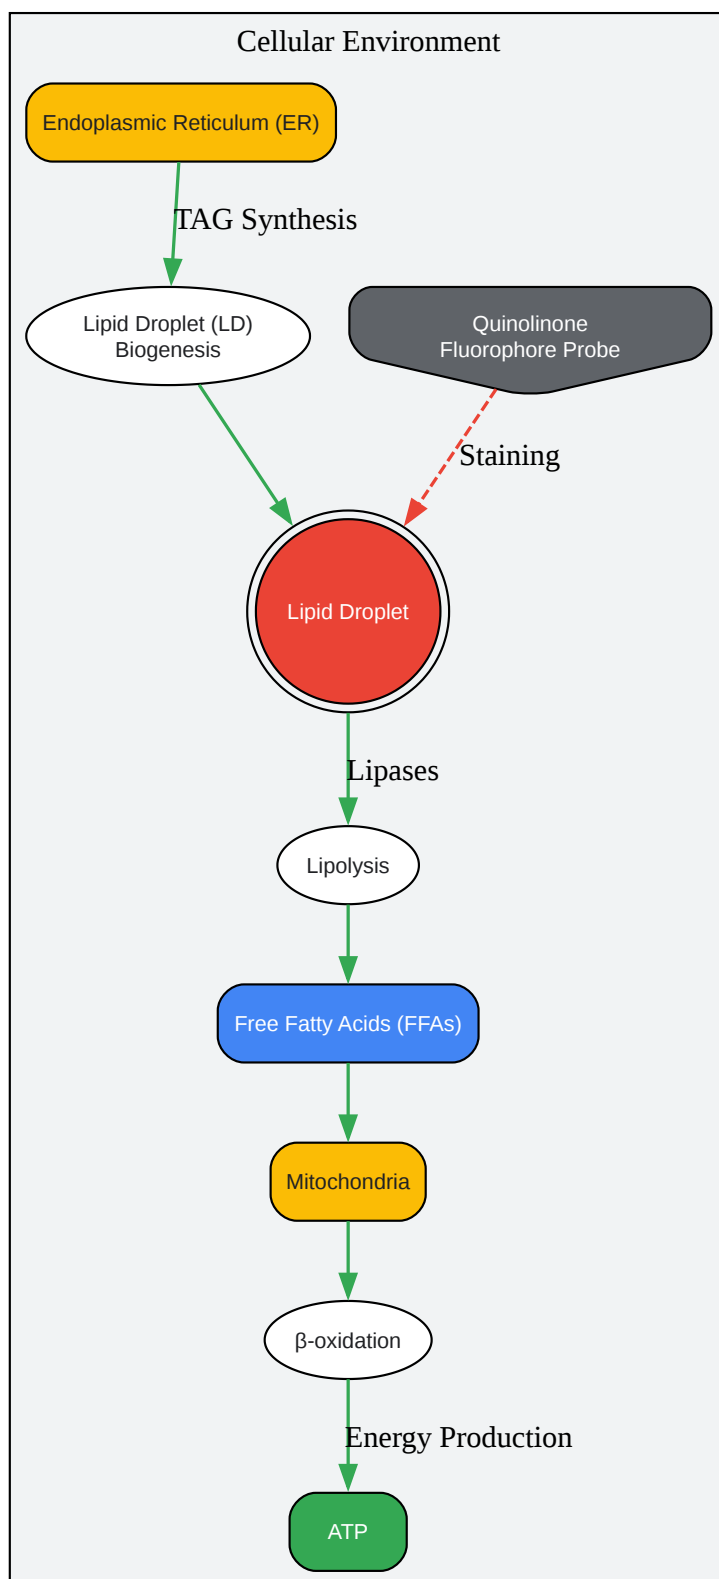 Cellular Environment
Endoplasmic Reticulum (ER)
TAG Synthesis
Lipid Droplet (LD)
Biogenesis
Quinolinone
Fluorophore Probe
Staining
Lipid Droplet
Lipases
Lipolysis
Free Fatty Acids (FFAs)
Mitochondria
β-oxidation
Energy Production
ATP